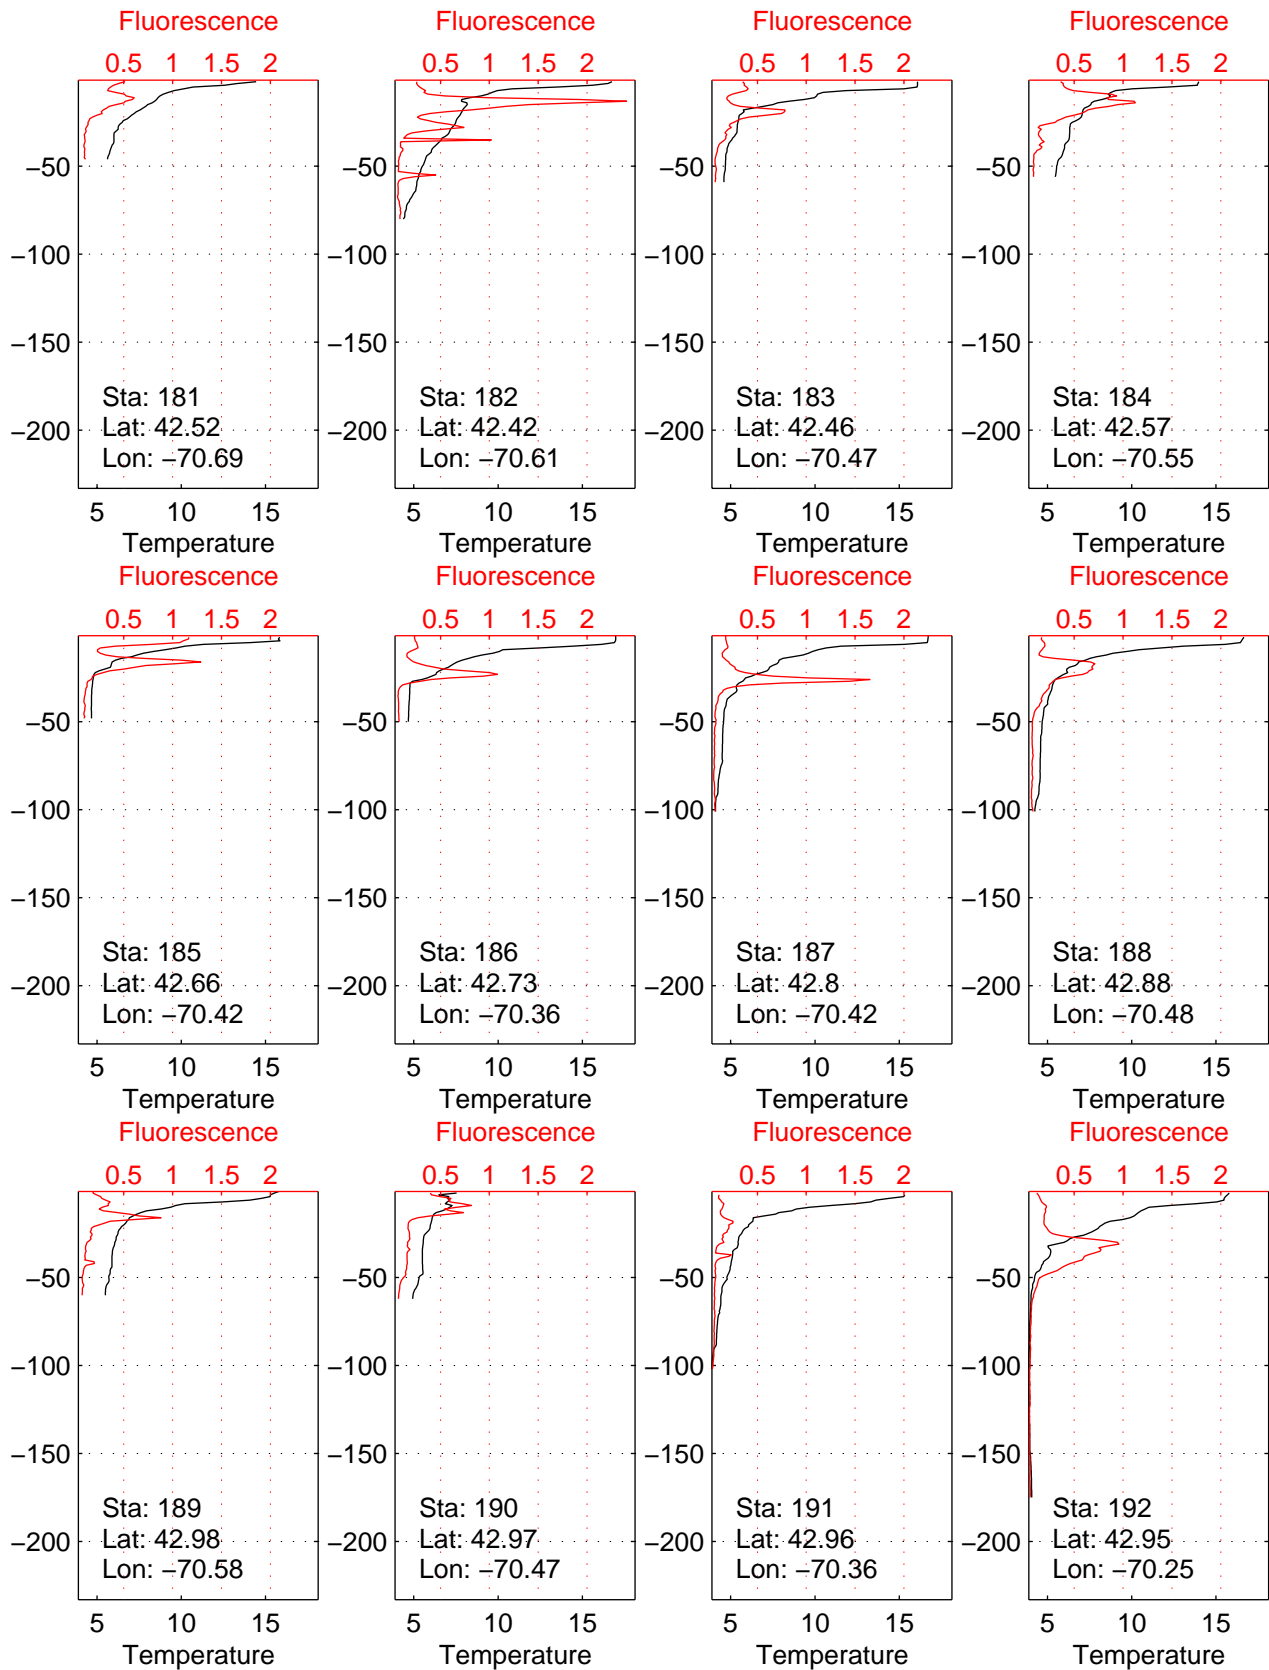 Fluorescence Fluorescence Fluorescence Fluorescence
0.5 1 1.5 2 0.5 1 1.5 2 0.5 1 1.5 2 0.5 1 1.5 2
−50 −50 −50 −50
−100 −100 −100 −100
−150 −150 −150 −150
Sta: 181 Sta: 182 Sta: 183 Sta: 184
Lat: 42.52 Lat: 42.42 Lat: 42.46 Lat: 42.57
−200 −200 −200 −200
Lon: −70.69 Lon: −70.61 Lon: −70.47 Lon: −70.55
5 10 15 5 10 15 5 10 15 5 10 15
Temperature Temperature Temperature Temperature
Fluorescence Fluorescence Fluorescence Fluorescence
0.5 1 1.5 2 0.5 1 1.5 2 0.5 1 1.5 2 0.5 1 1.5 2
−50 −50 −50 −50
−100 −100 −100 −100
−150 −150 −150 −150
Sta: 185 Sta: 186 Sta: 187 Sta: 188
Lat: 42.66 Lat: 42.73 Lat: 42.8 Lat: 42.88
−200 −200 −200 −200
Lon: −70.42 Lon: −70.36 Lon: −70.42 Lon: −70.48
5 10 15 5 10 15 5 10 15 5 10 15
Temperature Temperature Temperature Temperature
Fluorescence Fluorescence Fluorescence Fluorescence
0.5 1 1.5 2 0.5 1 1.5 2 0.5 1 1.5 2 0.5 1 1.5 2
−50 −50 −50 −50
−100 −100 −100 −100
−150 −150 −150 −150
Sta: 189 Sta: 190 Sta: 191 Sta: 192
Lat: 42.98 Lat: 42.97 Lat: 42.96 Lat: 42.95
−200 −200 −200 −200
Lon: −70.58 Lon: −70.47 Lon: −70.36 Lon: −70.25
5 10 15 5 10 15 5 10 15 5 10 15
Temperature Temperature Temperature Temperature